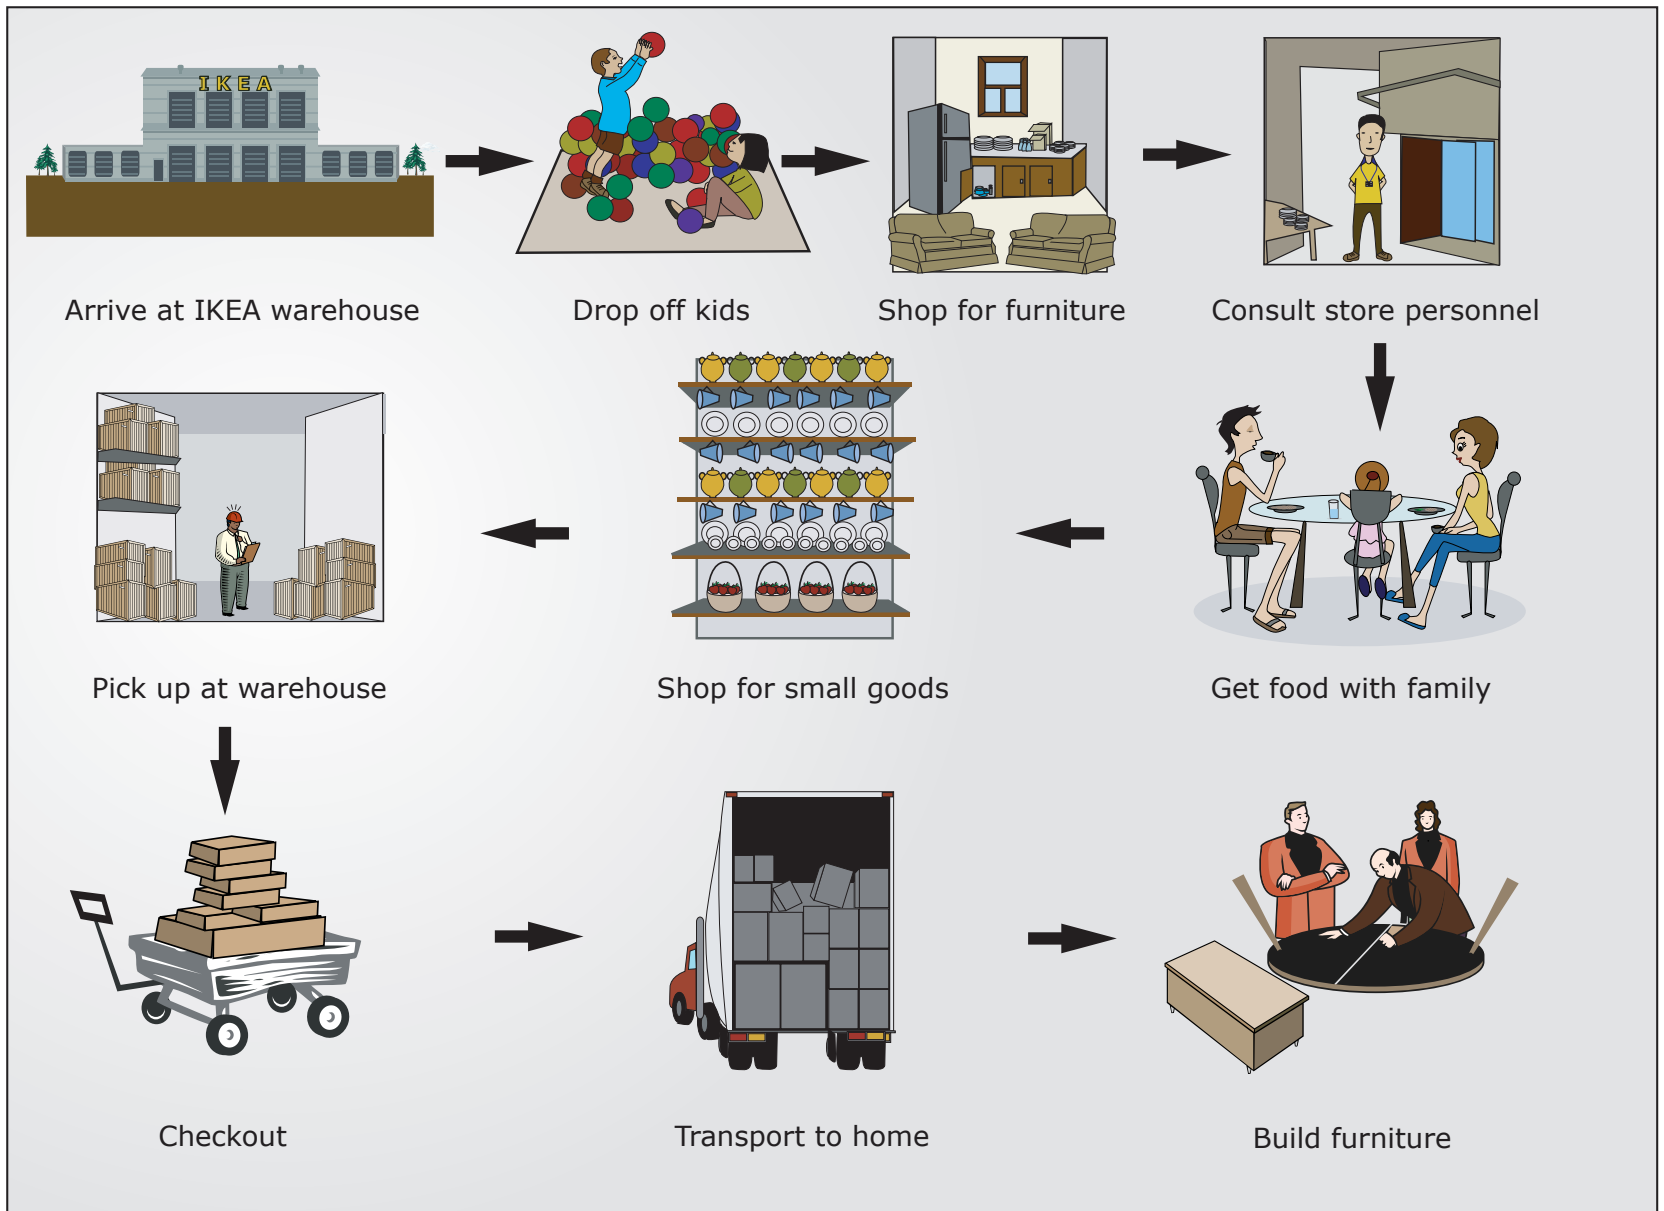 IKEA
Arrive at IKEA warehouse
Drop off kids
Shop for furniture
Consult store personnel
Get food with family
Shop for small goods
Pick up at warehouse
Checkout
Transport to home
Build furniture